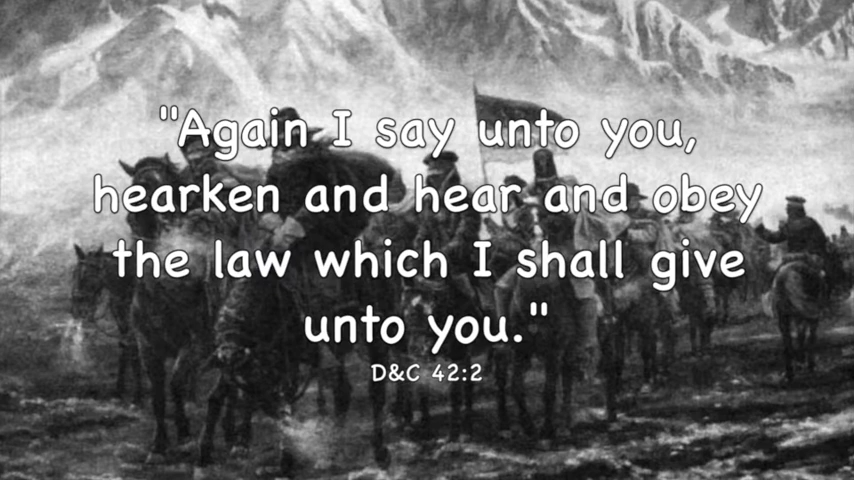 "Again I say unto you,
hearken and hear and obey
the law which I shall give
unto you."
D&C 42:2